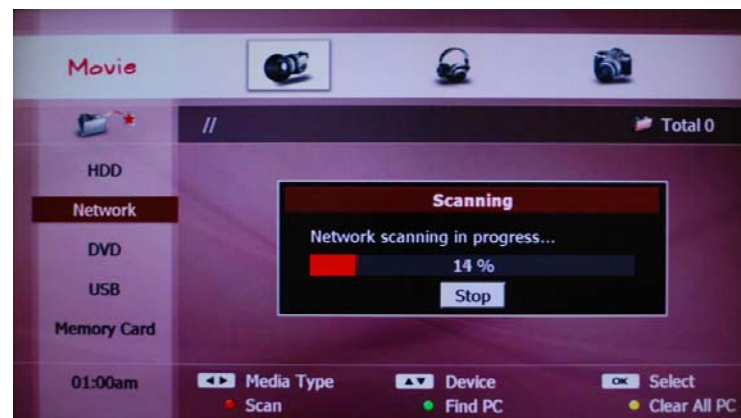 Movie
//
Total 0
HDD
Network
DVD
USB
Memory Card
01:00am
Scanning
Network scanning in progress...
14 %
Stop
Media Type
Device
OK Select
Scan
Find PC
Clear All PC